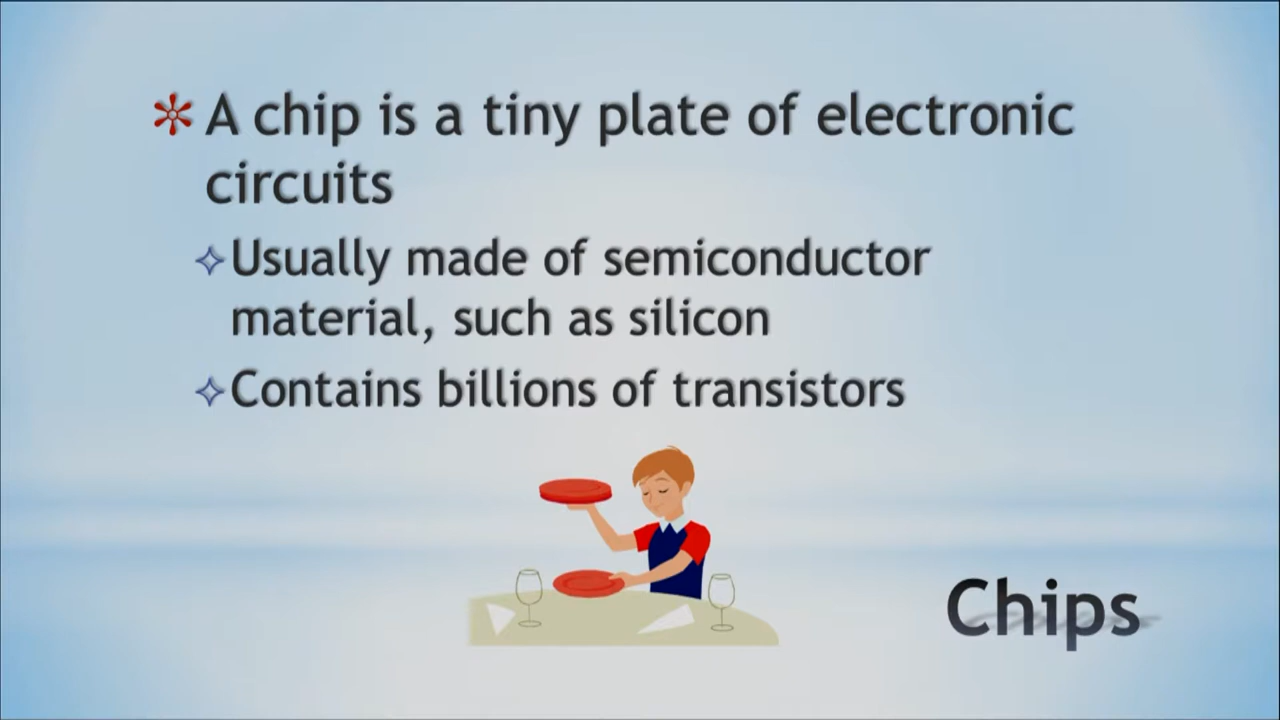 A chip is a tiny plate of electronic
circuits
Usually made of semiconductor
material, such as silicon
Contains billions of transistors
Chips